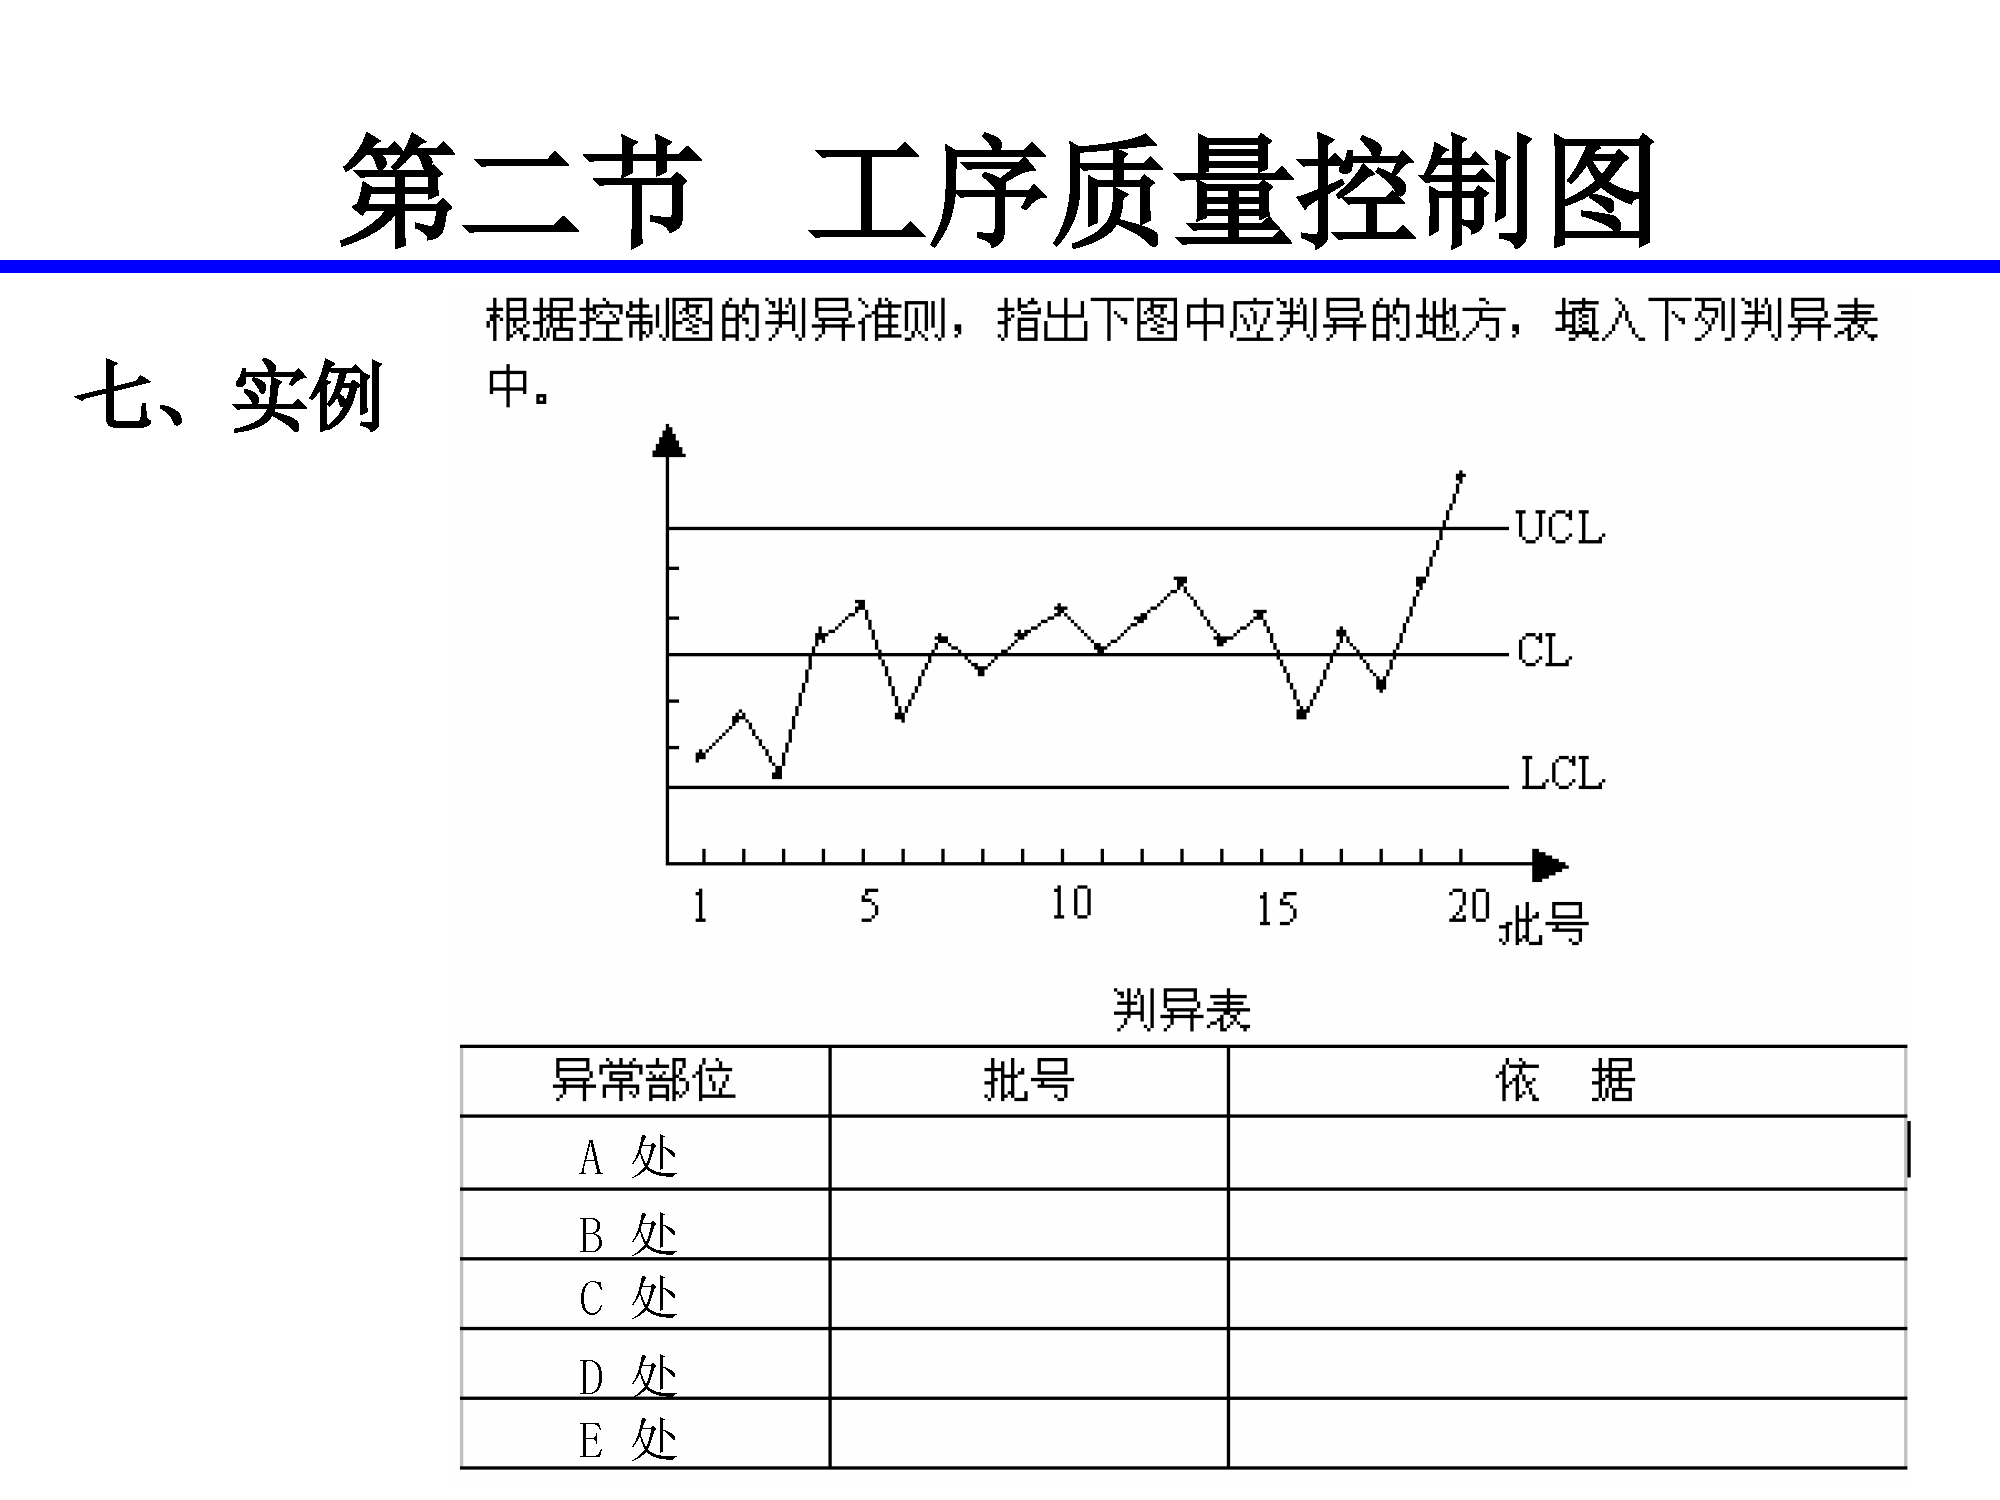 第二节 工序质量控制图
根据控制图的判异准则，指出下图中应判异的地方，填入下列判异表
中。
七、实例
UCL
CL
LCL
1 5 10 15 20 批号
判异表
异常部位 批号 依 据
A 处
B 处
C 处
D 处
E 处